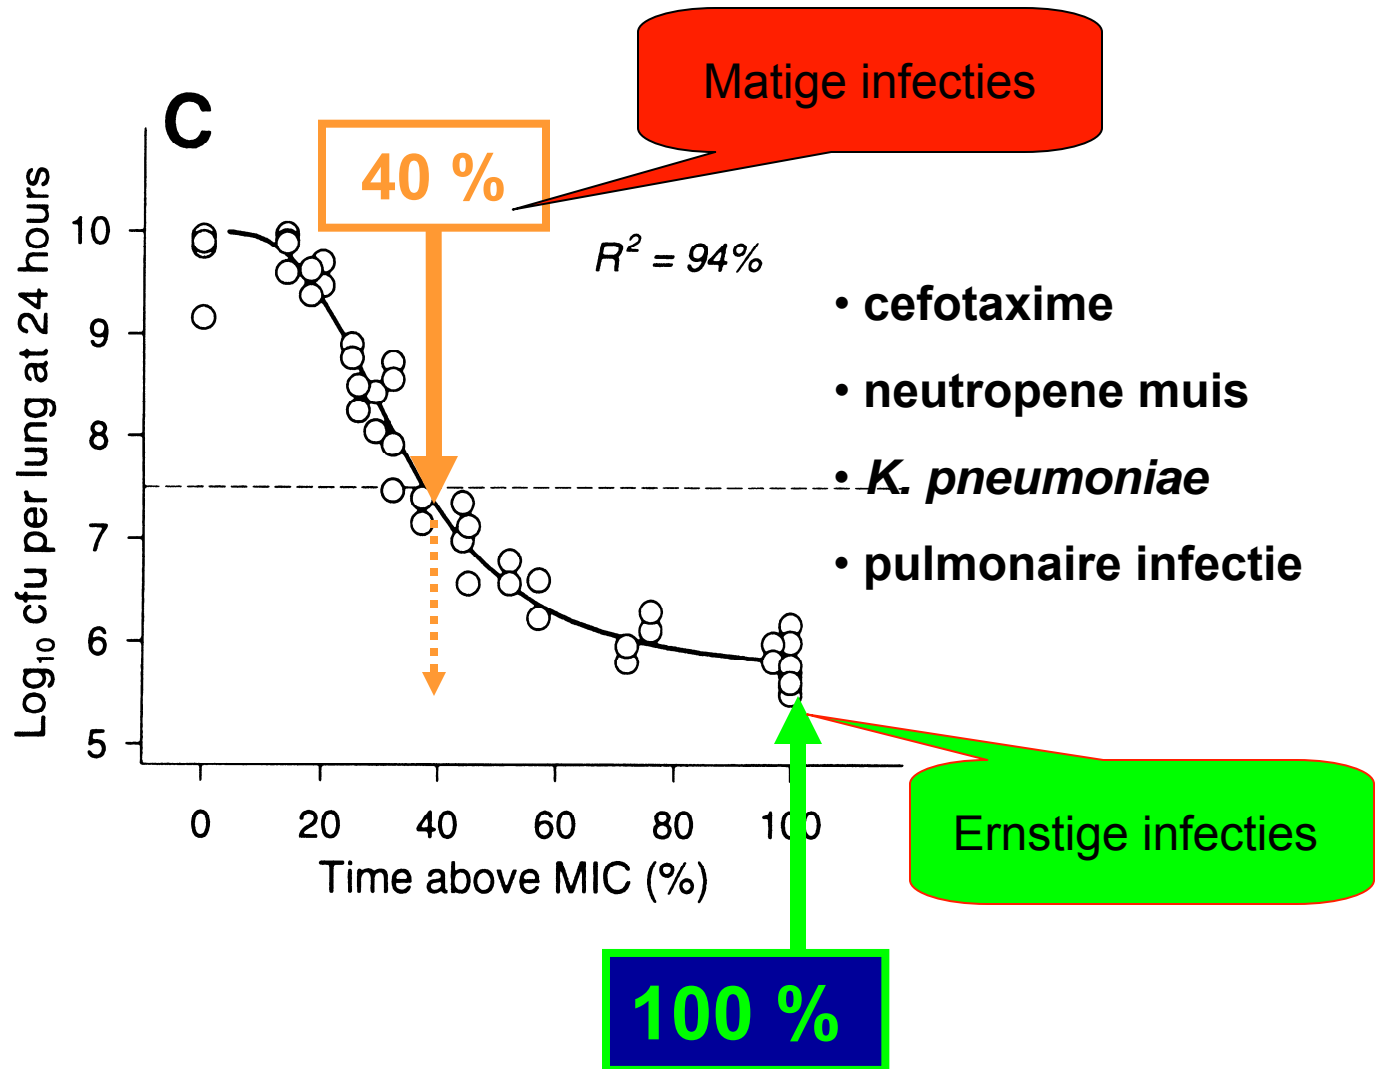 Matige infecties
C
40 %
R² = 94%
• cefotaxime
• neutropene muis
• K. pneumoniae
• pulmonaire infectie
Log₁₀ cfu per lung at 24 hours
10
9
8
7
6
5
0 20 40 60 80 100
Time above MIC (%)
Ernstige infecties
100 %